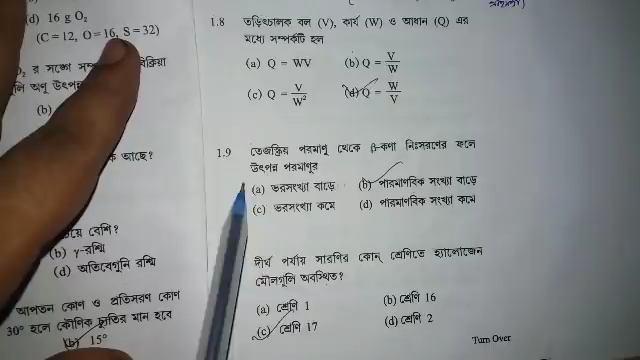 (d) 16 g O₂
(C = 12, O = 16, S = 32)
O₂ র সঙ্গে বিক্রিয়া
(b)
আছে?
বেশি?
(b) γ-রশ্মি
(d) অতিবেগুনি রশ্মি
আপতন কোণ ও প্রতিসরণ কোণ
30° হলে কৌণিক চ্যুতির মান হবে
(b) 15°
1.8 তড়িচ্চালক বল (V), কার্য (W) ও আধান (Q) এর
মধ্যে সম্পর্কটি হল
(a) Q = WV (b) Q = V/W
(c) Q = V/W² (d) Q = W/V
1.9 তেজস্ক্রিয় পরমাণু থেকে β-কণা নিঃসরণের ফলে
উৎপন্ন পরমাণুর
(a) ভরসংখ্যা বাড়ে (b) পারমাণবিক সংখ্যা বাড়ে
(c) ভরসংখ্যা কমে (d) পারমাণবিক সংখ্যা কমে
দীর্ঘ পর্যায় সারণির কোন্ শ্রেণিতে হ্যালোজেন
মৌলগুলি অবস্থিত?
(a) শ্রেণি 1 (b) শ্রেণি 16
(c) শ্রেণি 17 (d) শ্রেণি 2
Turn Over